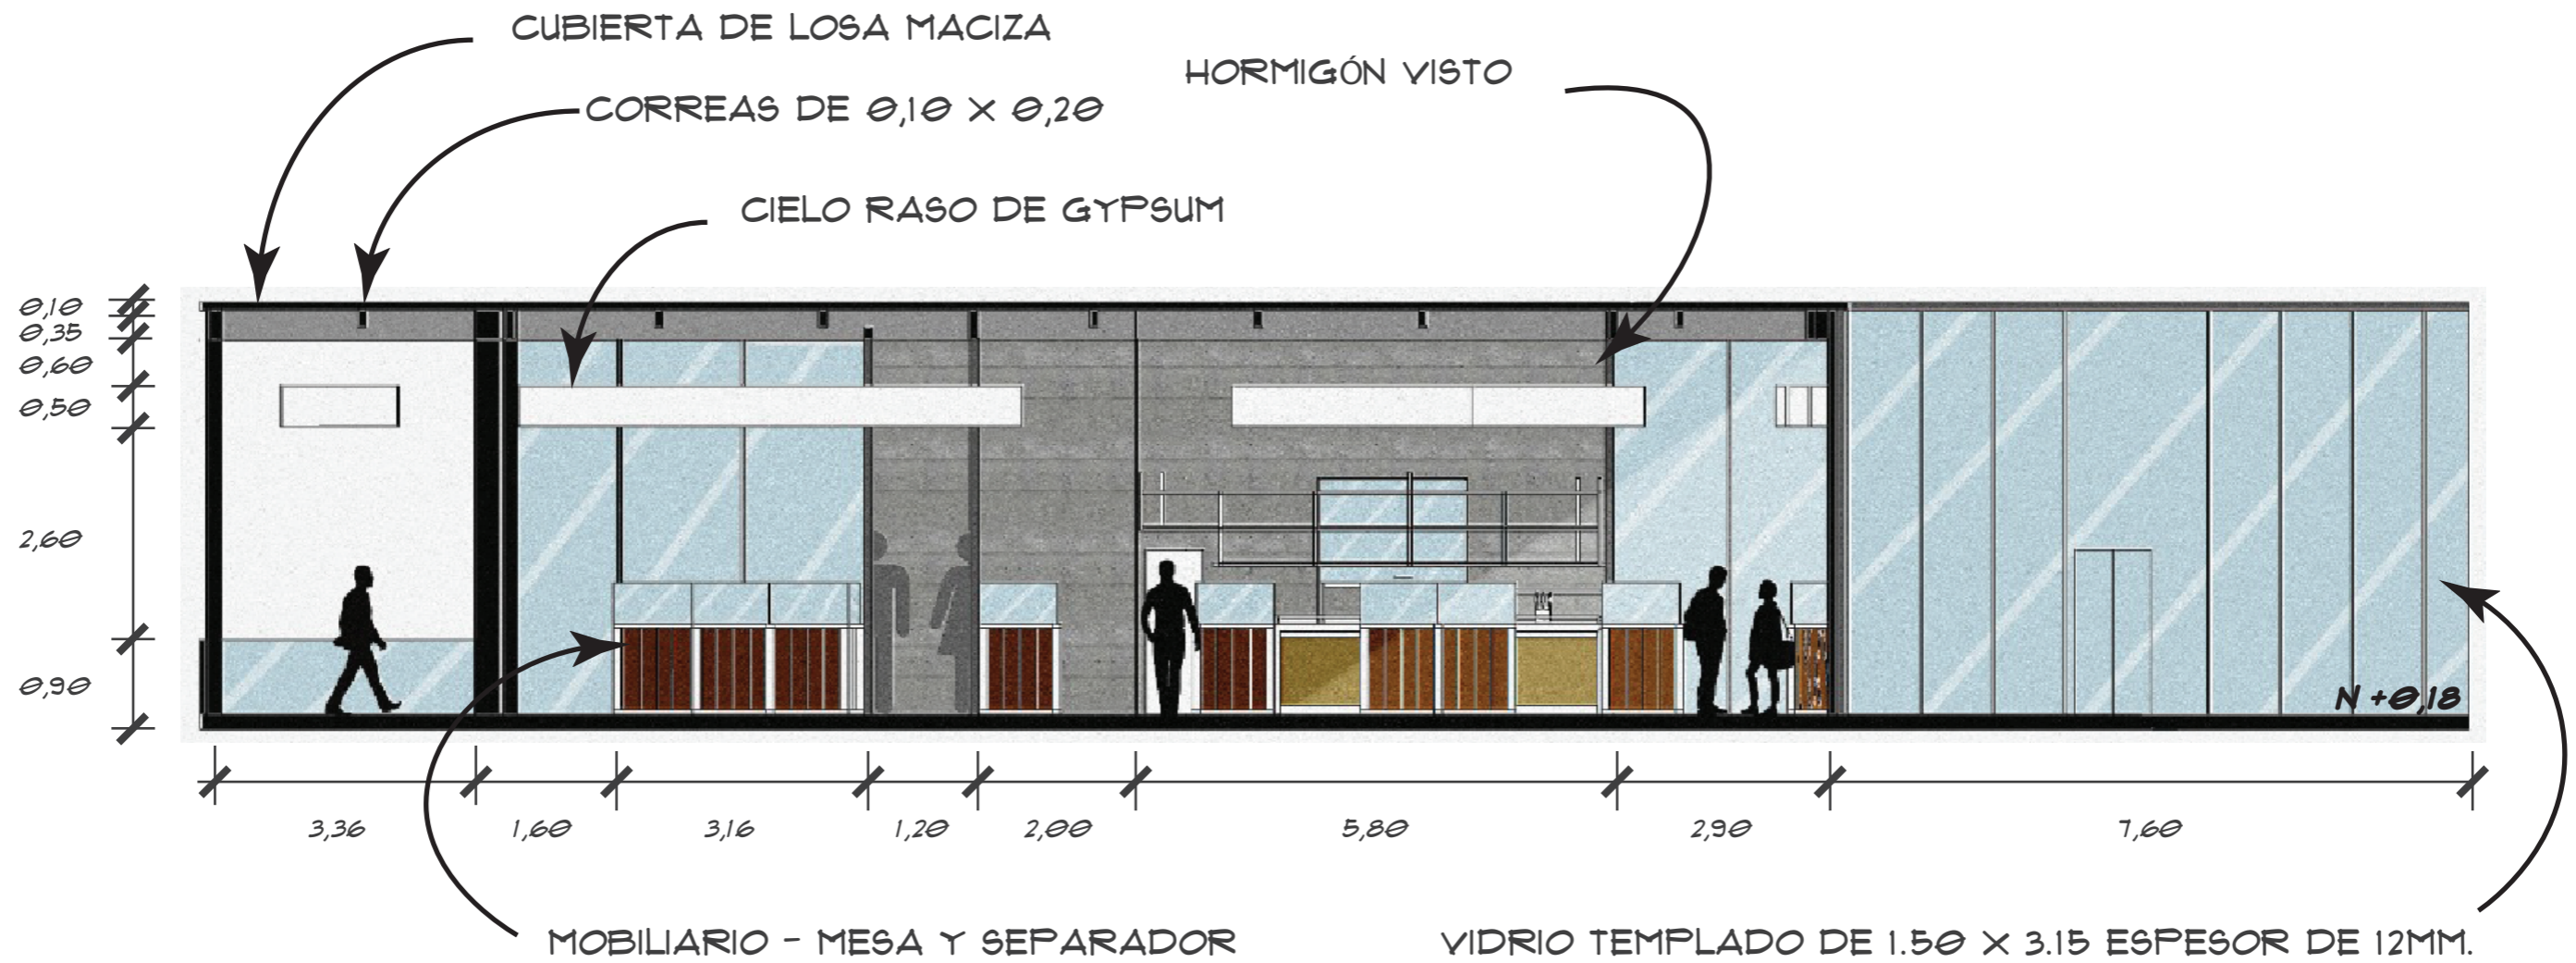 CUBIERTA DE LOSA MACIZA
HORMIGÓN VISTO
CORREAS DE 0,10 X 0,20
CIELO RASO DE GYPSUM
0,10
0,35
0,60
0,50
2,60
0,90
N +0,18
3,36 1,60 3,16 1,20 2,00 5,80 2,90 7,60
MOBILIARIO - MESA Y SEPARADOR
VIDRIO TEMPLADO DE 1.50 X 3.15 ESPESOR DE 12MM.